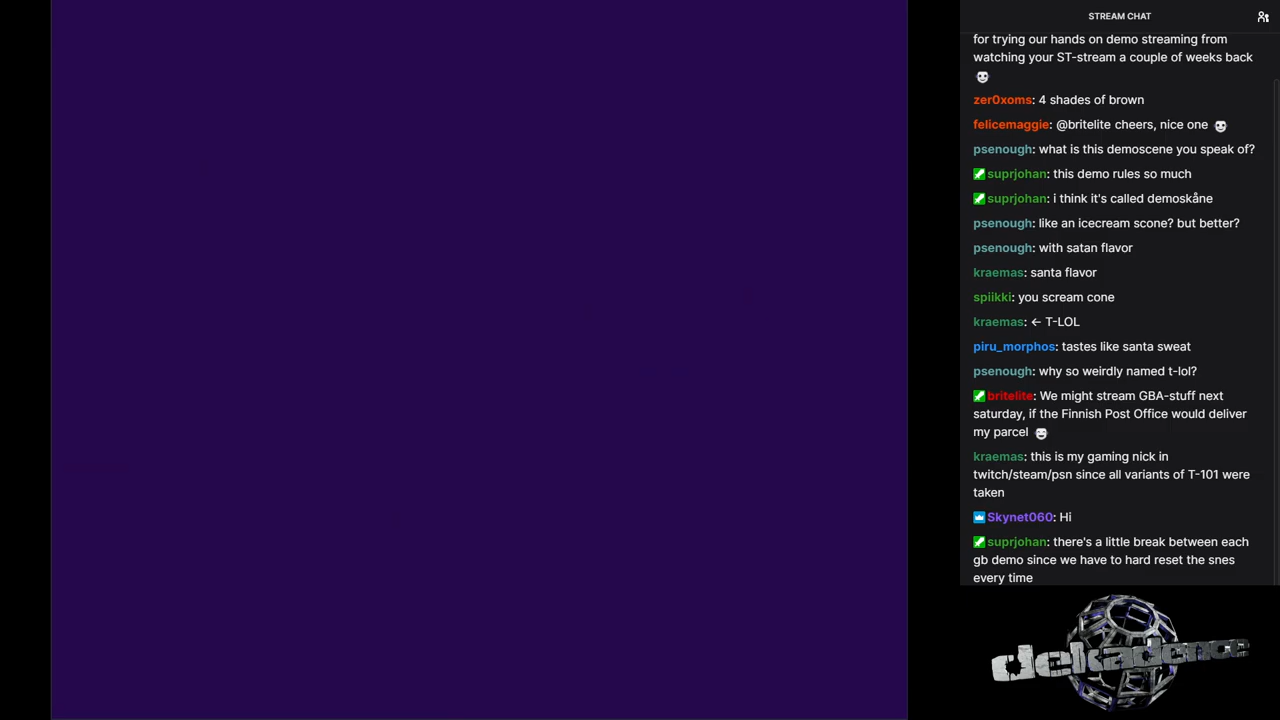 STREAM CHAT
for trying our hands on demo streaming from
watching your ST-stream a couple of weeks back
zer0xoms: 4 shades of brown
felicemaggie: @britelite cheers, nice one
psenough: what is this demoscene you speak of?
suprjohan: this demo rules so much
suprjohan: i think it's called demoskåne
psenough: like an icecream scone? but better?
psenough: with satan flavor
kraemas: santa flavor
spiikki: you scream cone
kraemas: <- T-LOL
piru_morphos: tastes like santa sweat
psenough: why so weirdly named t-lol?
britelite: We might stream GBA-stuff next
saturday, if the Finnish Post Office would deliver
my parcel
kraemas: this is my gaming nick in
twitch/steam/psn since all variants of T-101 were
taken
Skynet060: Hi
suprjohan: there's a little break between each
gb demo since we have to hard reset the snes
every time
dekadence